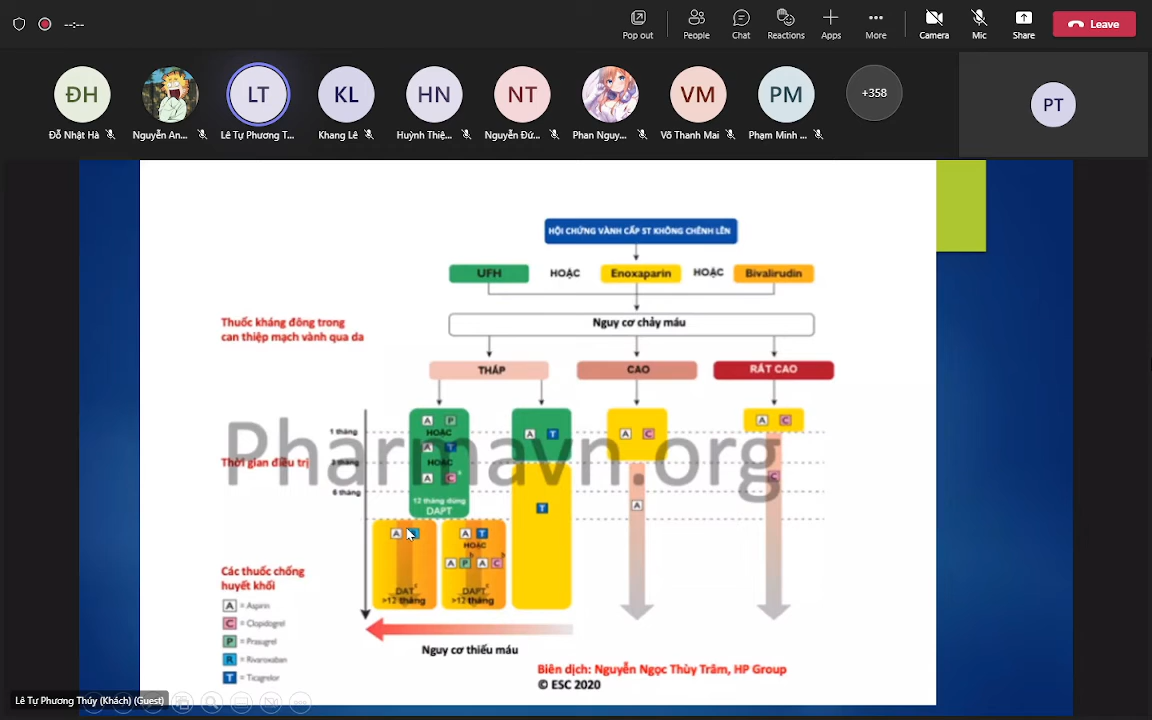 --:--
Pop out
People
Chat
Reactions
Apps
More
Camera
Mic
Share
Leave
ĐH
LT
KL
HN
NT
VM
PM
+358
PT
Đỗ Nhật Hà
Nguyễn An...
Lê Tự Phương T...
Khang Lê
Huỳnh Thiệ...
Nguyễn Đứ...
Phan Nguy...
Võ Thanh Mai
Phạm Minh ...
HỘI CHỨNG VÀNH CẤP ST KHÔNG CHÊNH LÊN
UFH
HOẶC
Enoxaparin
HOẶC
Bivalirudin
Thuốc kháng đông trong
can thiệp mạch vành qua da
Nguy cơ chảy máu
THẤP
CAO
RẤT CAO
A P
HOẶC
A T
HOẶC
A C
12 tháng dùng
DAPT
A T
A C
A C
1 tháng
3 tháng
6 tháng
Thời gian điều trị
Pharmavn.org
T
A
C
A
DAT
>12 tháng
A T
HOẶC
A P A C
DAPT
>12 tháng
Các thuốc chống
huyết khối
A = Aspirin
C = Clopidogrel
P = Prasugrel
R = Rivaroxaban
T = Ticagrelor
Nguy cơ thiếu máu
Biên dịch: Nguyễn Ngọc Thùy Trâm, HP Group
© ESC 2020
Lê Tự Phương Thúy (Khách) (Guest)